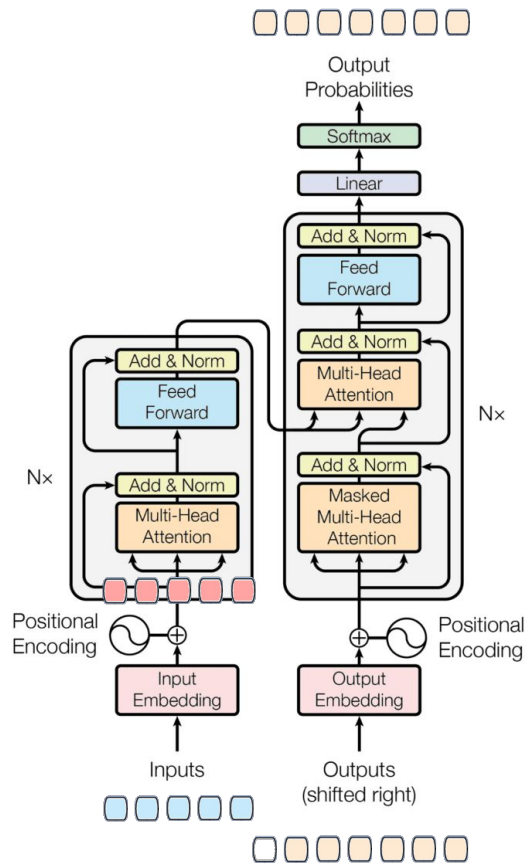 Output
Probabilities
Softmax
Linear
Add & Norm
Feed
Forward
Add & Norm
Multi-Head
Attention
Add & Norm
Masked
Multi-Head
Attention
N×
Add & Norm
Feed
Forward
Add & Norm
Multi-Head
Attention
N×
Positional
Encoding
Input
Embedding
Inputs
Positional
Encoding
Output
Embedding
Outputs
(shifted right)